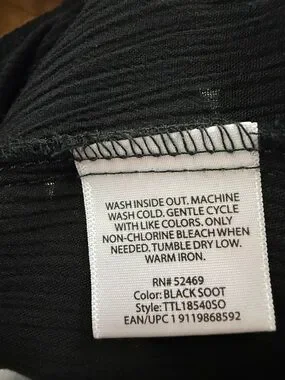 WASH INSIDE OUT. MACHINE
WASH COLD. GENTLE CYCLE
WITH LIKE COLORS. ONLY
NON-CHLORINE BLEACH WHEN
NEEDED. TUMBLE DRY LOW.
WARM IRON.
RN# 52469
Color: BLACK SOOT
Style: TTL18540SO
EAN/UPC 1 9119868592